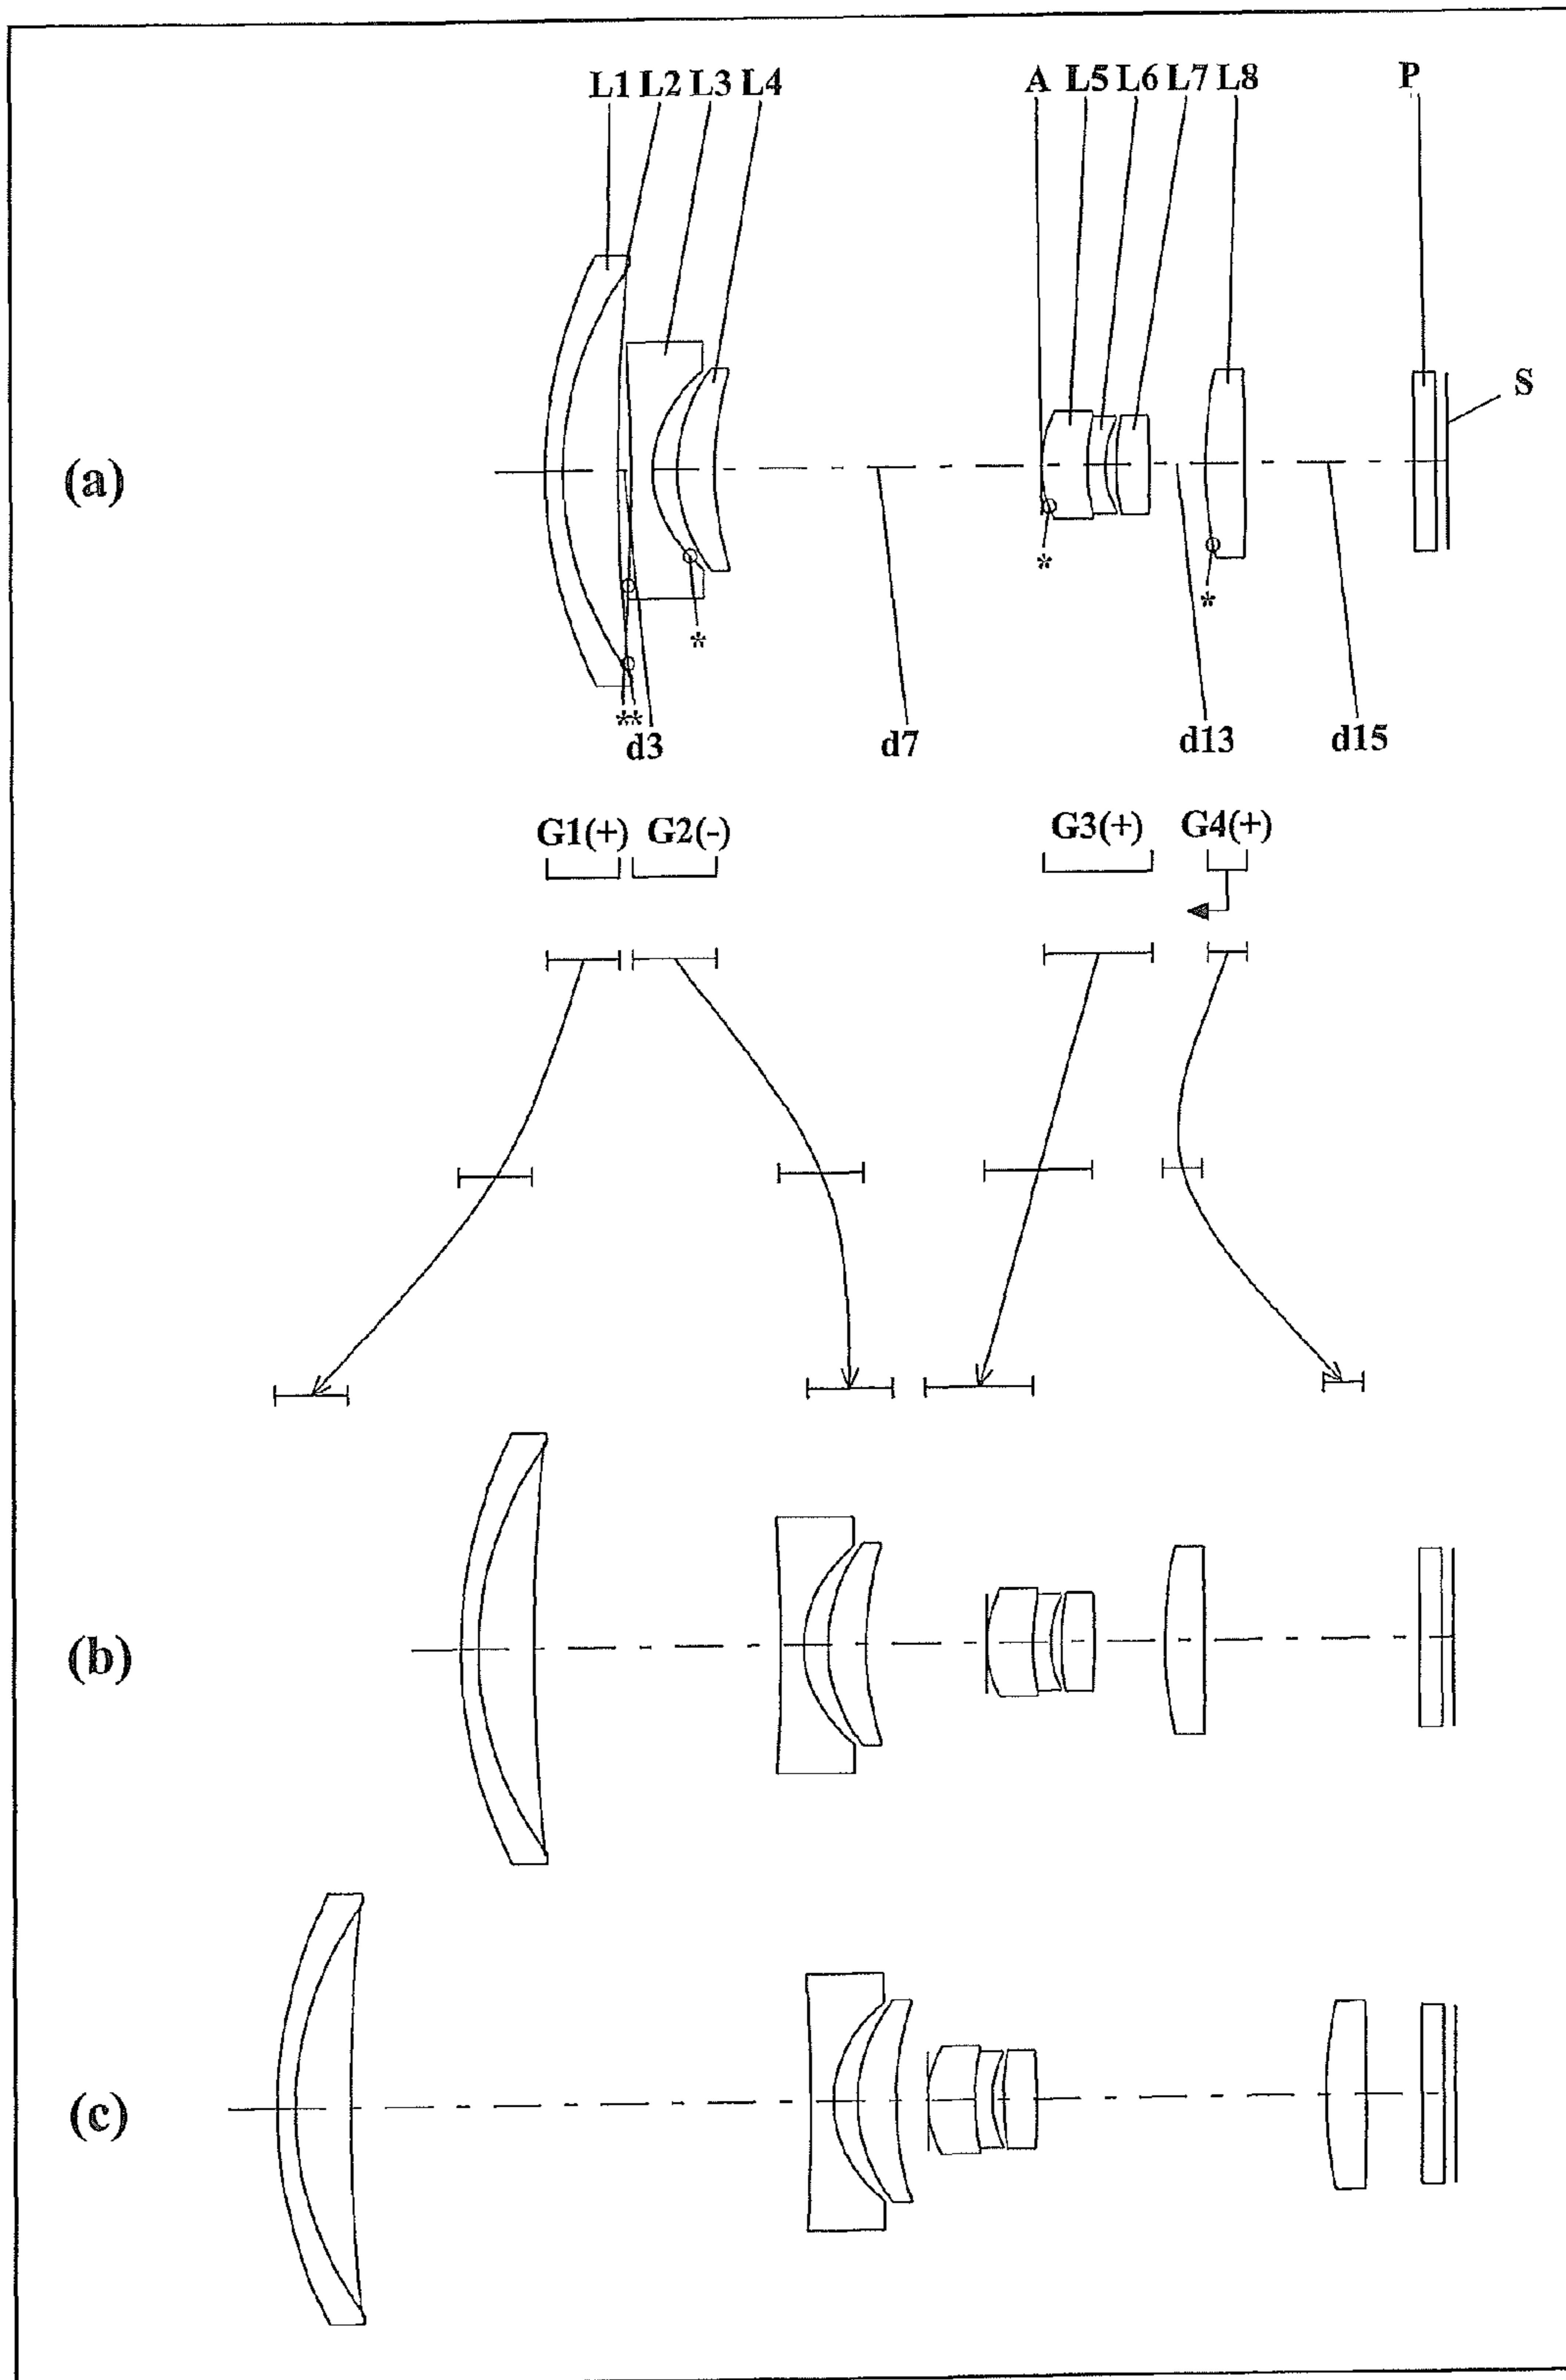 L1 L2 L3 L4 A L5 L6 L7 L8 P
S
(a)
*
*
*
**
d3 d7 d13 d15
G1(+) G2(-) G3(+) G4(+)
(b)
(c)